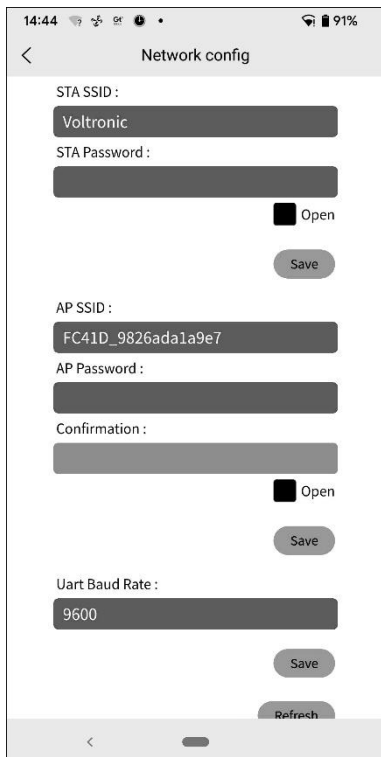 14:44 91%
Network config
STA SSID :
Voltronic
STA Password :
Open
Save
AP SSID :
FC41D_9826ada1a9e7
AP Password :
Confirmation :
Open
Save
Uart Baud Rate :
9600
Save
Refresh